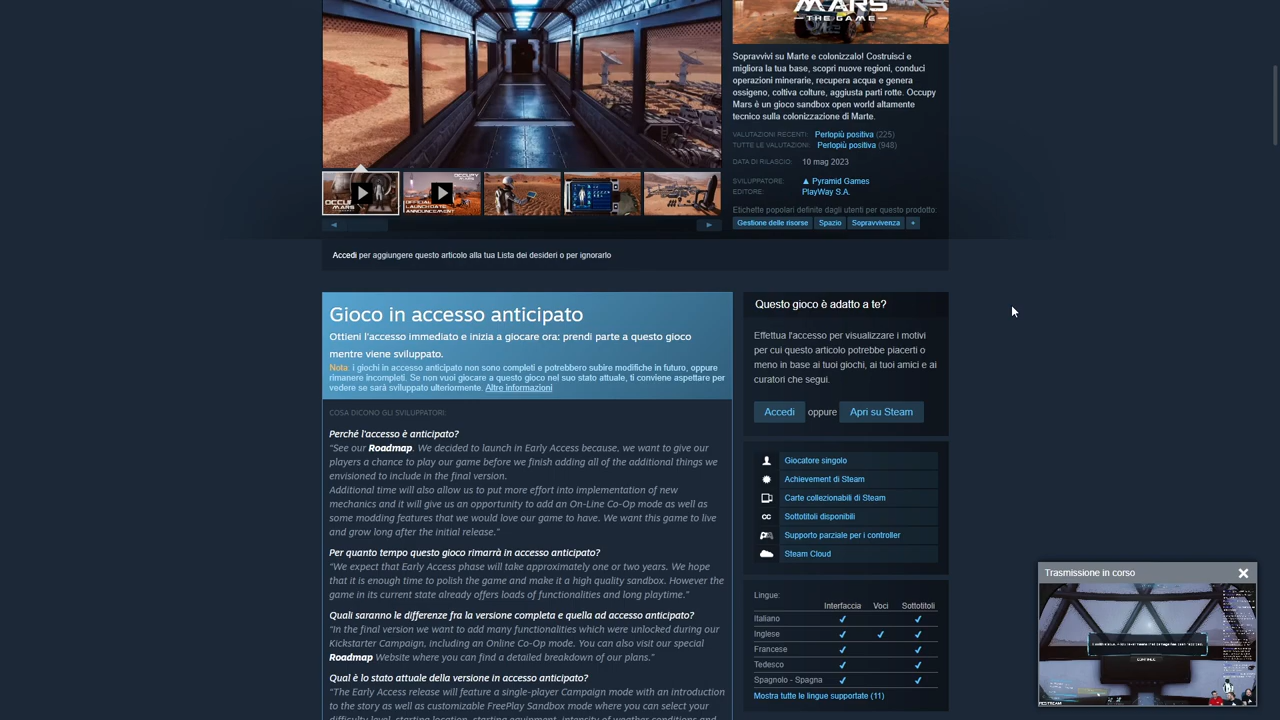 MARS
THE GAME
Sopravvivi su Marte e colonizzalo! Costruisci e
migliora la tua base, scopri nuove regioni, conduci
operazioni minerarie, recupera acqua e genera
ossigeno, coltiva colture, aggiusta parti rotte. Occupy
Mars è un gioco sandbox open world altamente
tecnico sulla colonizzazione di Marte.
VALUTAZIONI RECENTI: Perlopiù positiva (225)
TUTTE LE VALUTAZIONI: Perlopiù positiva (948)
DATA DI RILASCIO: 10 mag 2023
SVILUPPATORE: Pyramid Games
EDITORE: PlayWay S.A.
Etichette popolari definite dagli utenti per questo prodotto:
Gestione delle risorse Spazio Sopravvivenza +
Accedi per aggiungere questo articolo alla tua Lista dei desideri o per ignorarlo
Gioco in accesso anticipato
Ottieni l'accesso immediato e inizia a giocare ora: prendi parte a questo gioco
mentre viene sviluppato.
Nota: i giochi in accesso anticipato non sono completi e potrebbero subire modifiche in futuro, oppure
rimanere incompleti. Se non vuoi giocare a questo gioco nel suo stato attuale, ti conviene aspettare per
vedere se sarà sviluppato ulteriormente. Altre informazioni
COSA DICONO GLI SVILUPPATORI:
Perché l'accesso è anticipato?
"See our Roadmap. We decided to launch in Early Access because, we want to give our
players a chance to play our game before we finish adding all of the additional things we
envisioned to include in the final version.
Additional time will also allow us to put more effort into implementation of new
mechanics and it will give us an opportunity to add an On-Line Co-Op mode as well as
some modding features that we would love our game to have. We want this game to live
and grow long after the initial release."
Per quanto tempo questo gioco rimarrà in accesso anticipato?
"We expect that Early Access phase will take approximately one or two years. We hope
that it is enough time to polish the game and make it a high quality sandbox. However the
game in its current state already offers loads of functionalities and long playtime."
Quali saranno le differenze fra la versione completa e quella ad accesso anticipato?
"In the final version we want to add many functionalities which were unlocked during our
Kickstarter Campaign, including an Online Co-Op mode. You can also visit our special
Roadmap Website where you can find a detailed breakdown of our plans."
Qual è lo stato attuale della versione in accesso anticipato?
"The Early Access release will feature a single-player Campaign mode with an introduction
to the story as well as customizable FreePlay Sandbox mode where you can select your
difficulty level, starting location, starting equipment, intensity of weather conditions and
Questo gioco è adatto a te?
Effettua l'accesso per visualizzare i motivi
per cui questo articolo potrebbe piacerti o
meno in base ai tuoi giochi, ai tuoi amici e ai
curatori che segui.
Accedi oppure Apri su Steam
Giocatore singolo
Achievement di Steam
Carte collezionabili di Steam
CC Sottotitoli disponibili
Supporto parziale per i controller
Steam Cloud
Lingue:
Interfaccia Voci Sottotitoli
Italiano ✔ ✔
Inglese ✔ ✔ ✔
Francese ✔ ✔
Tedesco ✔ ✔
Spagnolo - Spagna ✔ ✔
Mostra tutte le lingue supportate (11)
Trasmissione in corso
CONTINUE